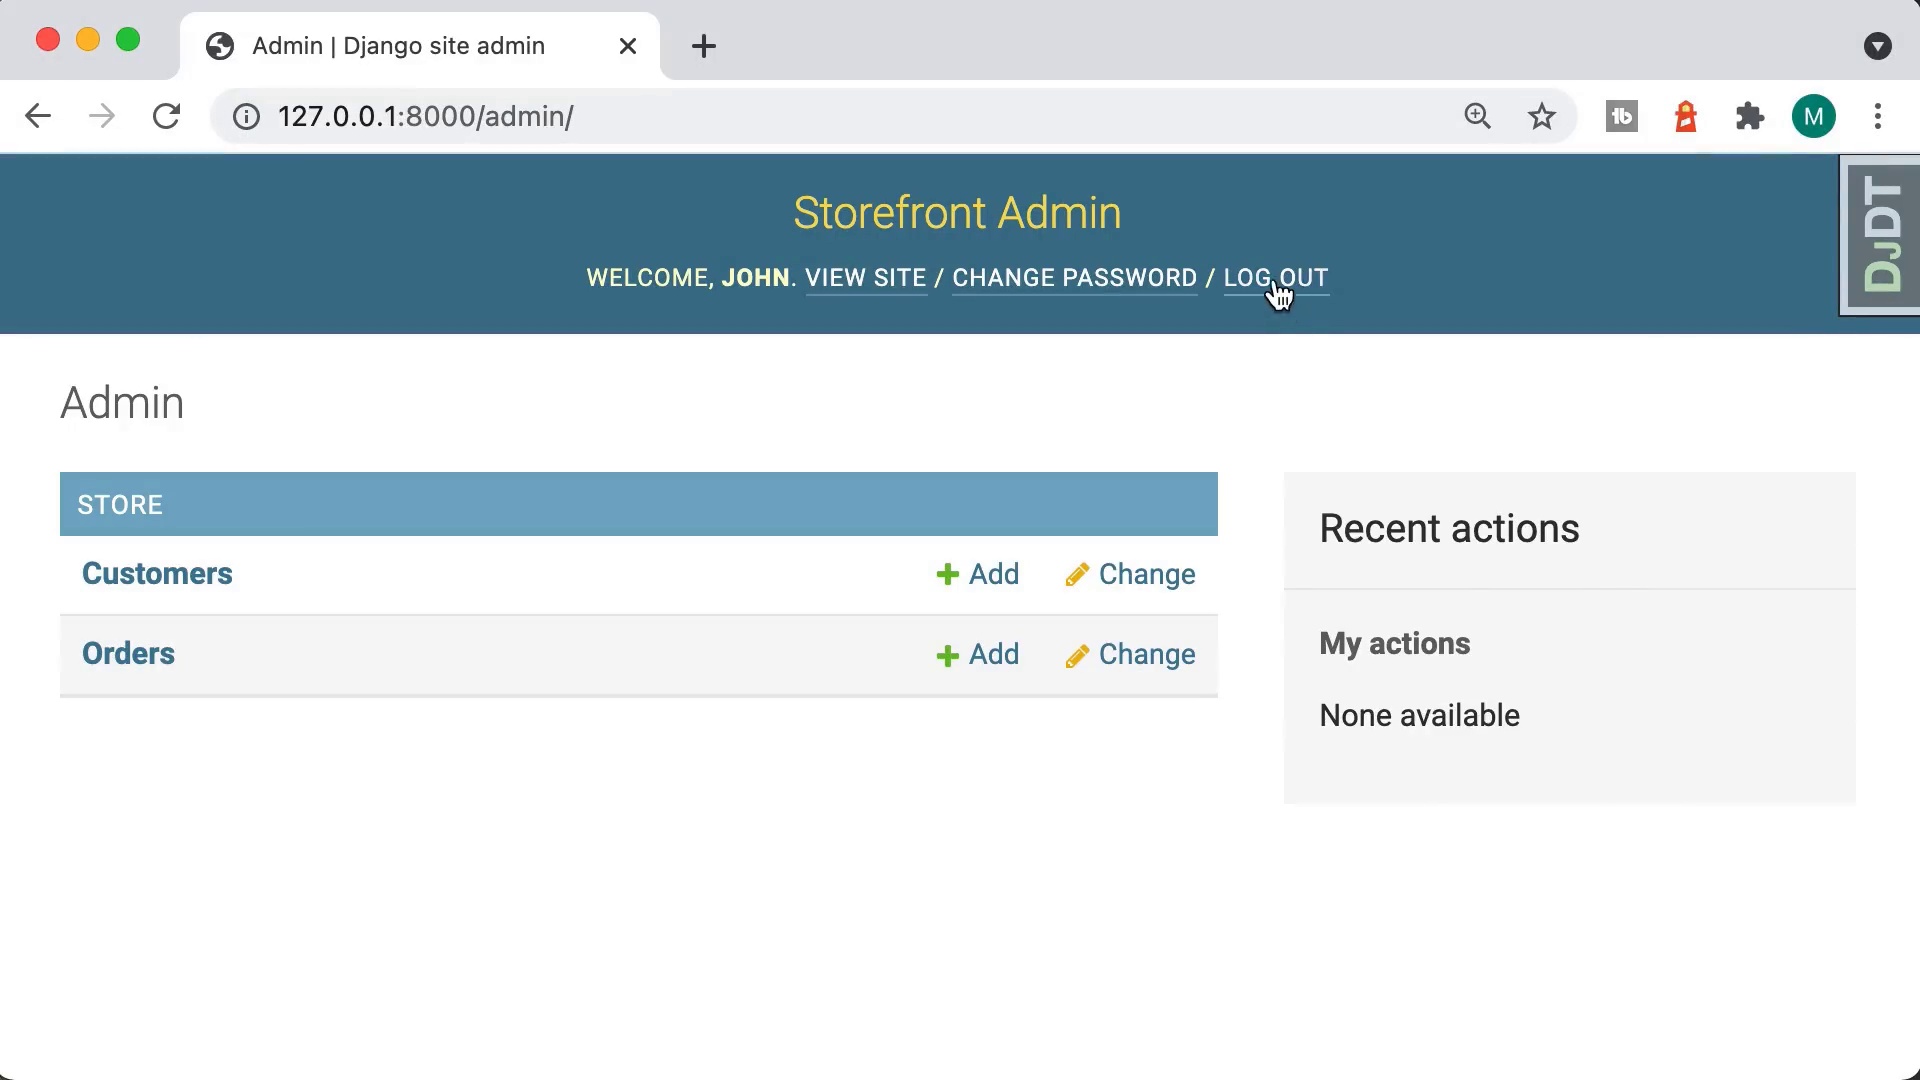 Admin | Django site admin
127.0.0.1:8000/admin/
M
Storefront Admin
WELCOME, JOHN. VIEW SITE / CHANGE PASSWORD / LOG OUT
DJDT
Admin
STORE
Customers Add Change
Orders Add Change
Recent actions
My actions
None available